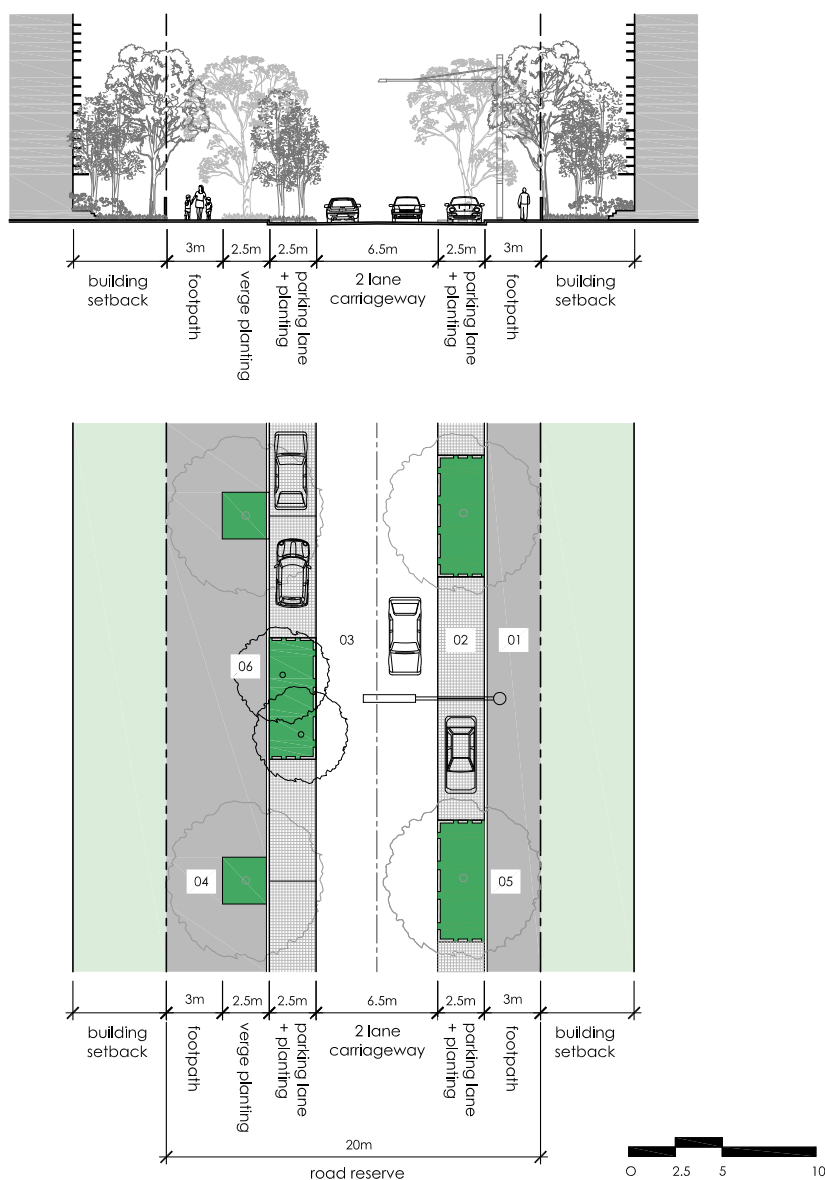 3m
2.5m
2.5m
6.5m
2.5m
3m
building
setback
footpath
verge planting
parking lane
+ planting
2 lane
carriageway
parking lane
+ planting
footpath
building
setback
03
02
01
06
04
05
3m
2.5m
2.5m
6.5m
2.5m
3m
building
setback
footpath
verge planting
parking lane
+ planting
2 lane
carriageway
parking lane
+ planting
footpath
building
setback
20m
road reserve
O 2.5 5 10